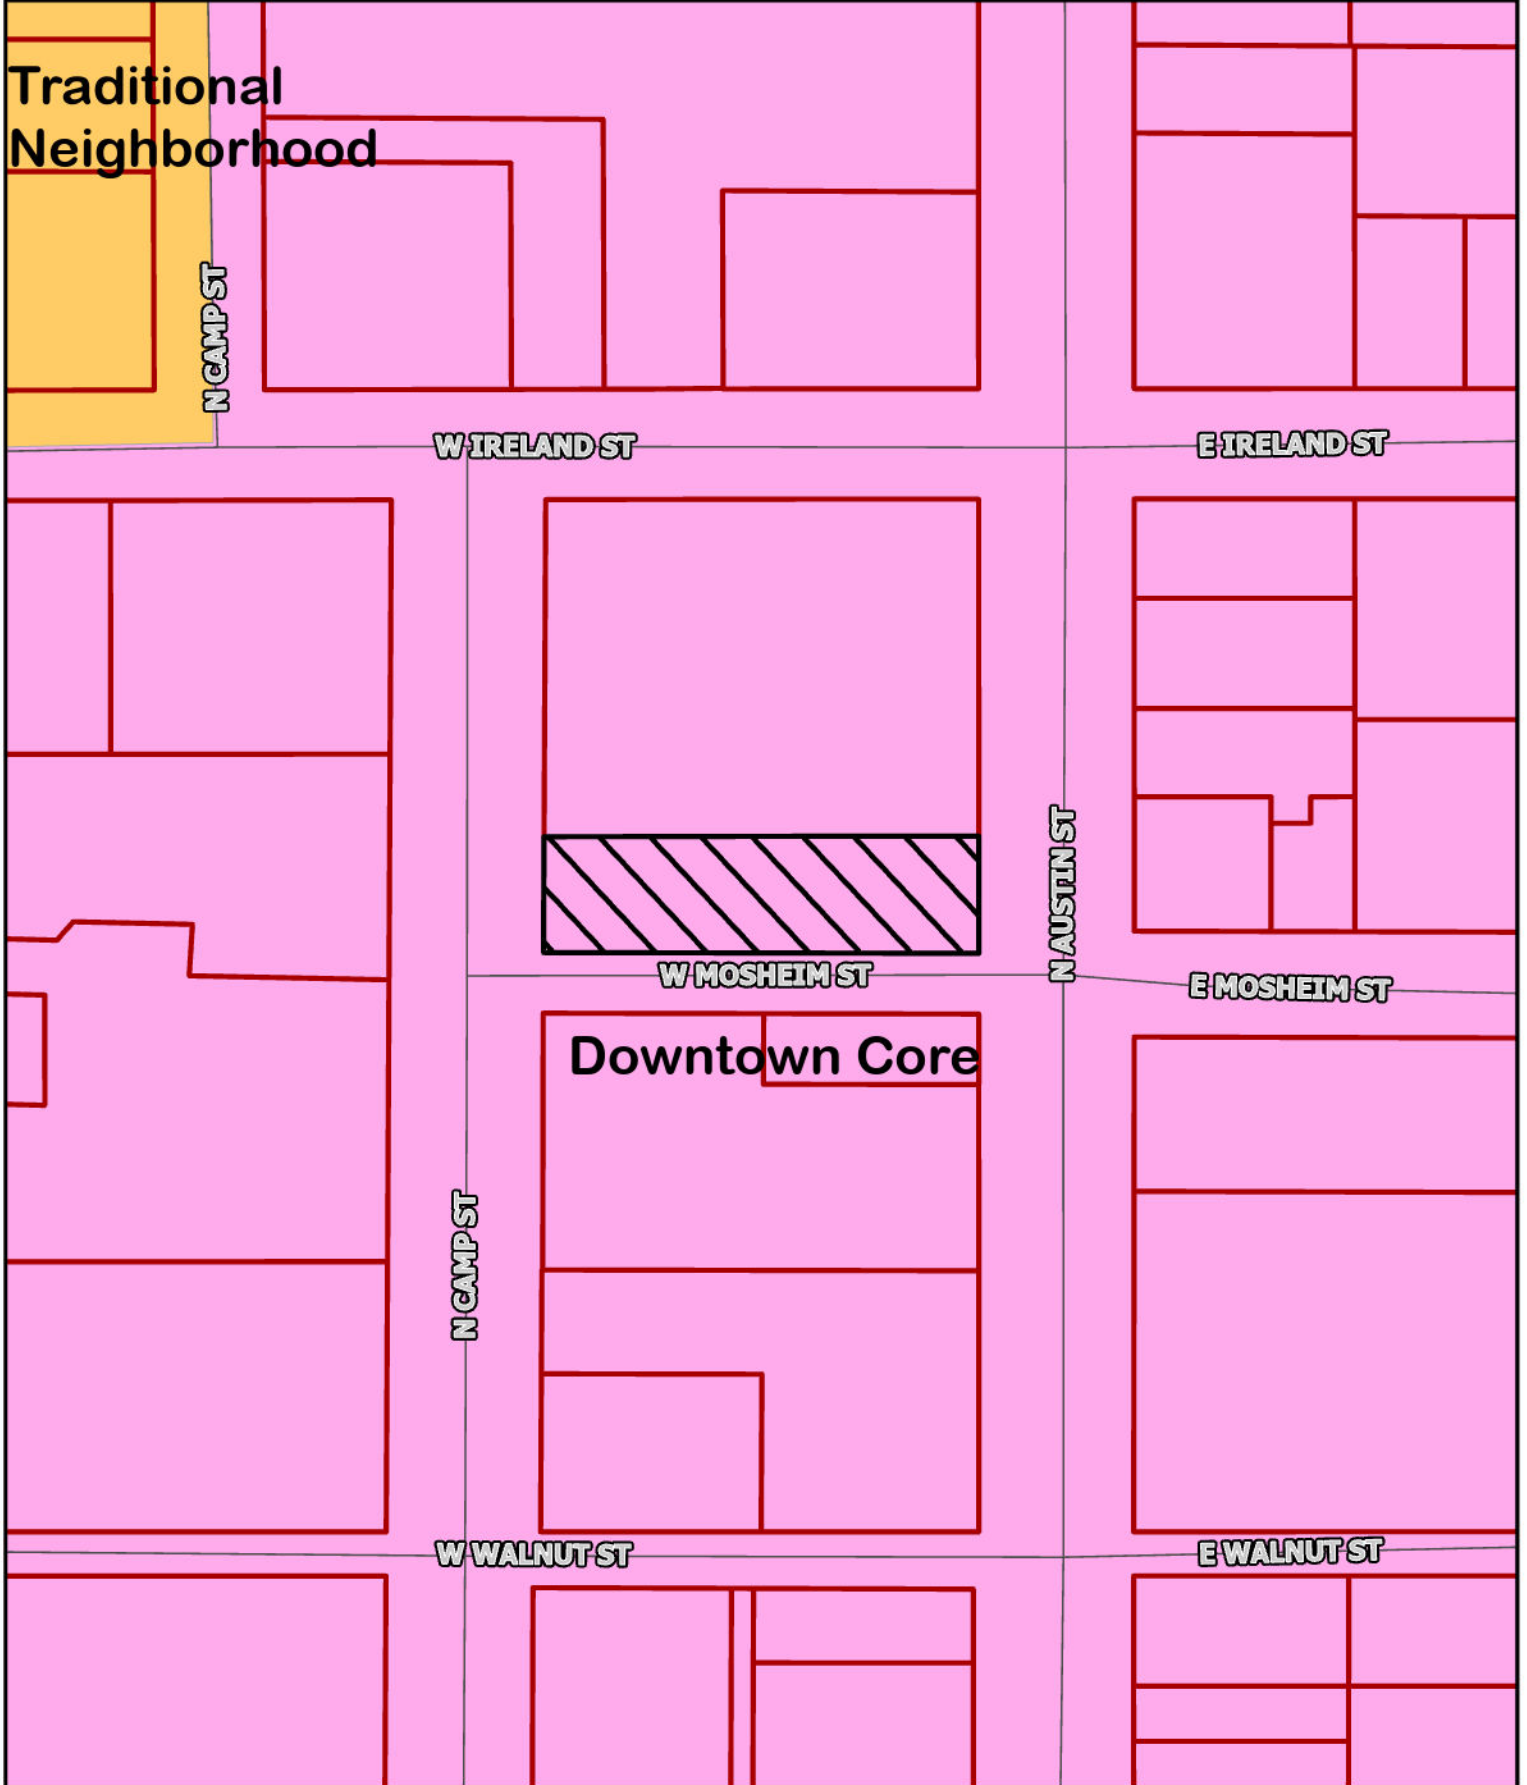 Traditional
Neighborhood
N CAMP ST
W IRELAND ST
E IRELAND ST
N AUSTIN ST
W MOSHEIM ST
E MOSHEIM ST
Downtown Core
N CAMP ST
W WALNUT ST
E WALNUT ST